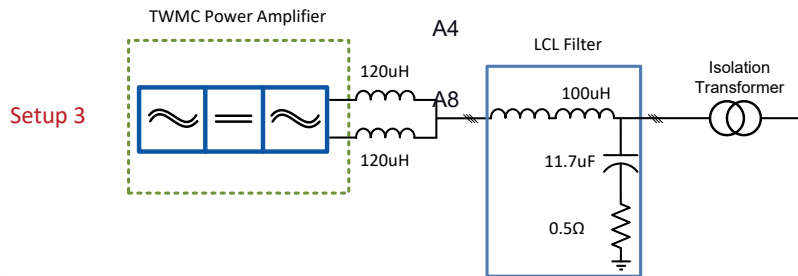 TWMC Power Amplifier
A4
LCL Filter
120uH
Isolation
Transformer
A8
100uH
Setup 3
120uH
11.7uF
0.5Ω